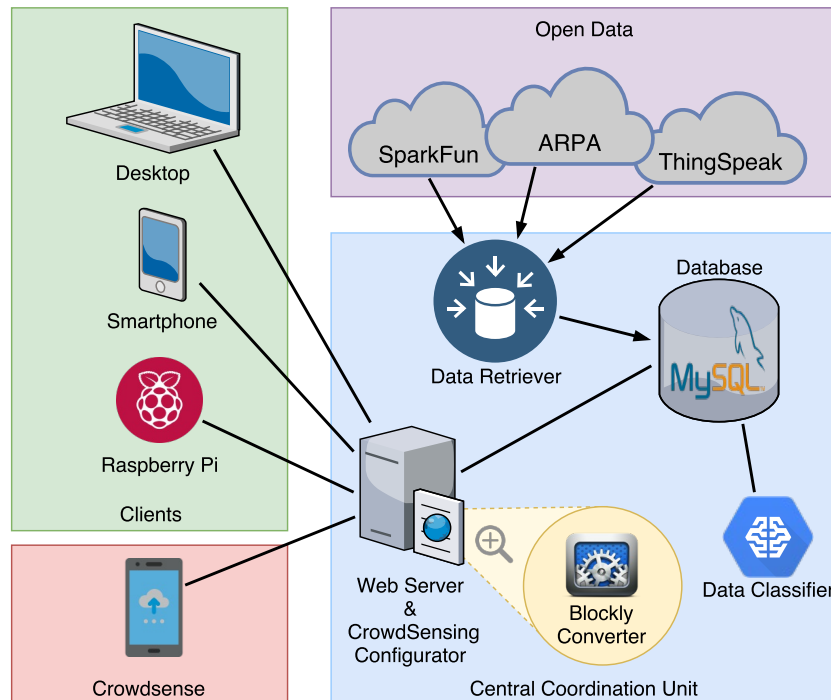 Open Data
SparkFun
ARPA
ThingSpeak
Desktop
Smartphone
Raspberry Pi
Clients
Crowdsense
Data Retriever
Database
MySQL
Data Classifier
Web Server
&
CrowdSensing
Configurator
Blockly
Converter
Central Coordination Unit